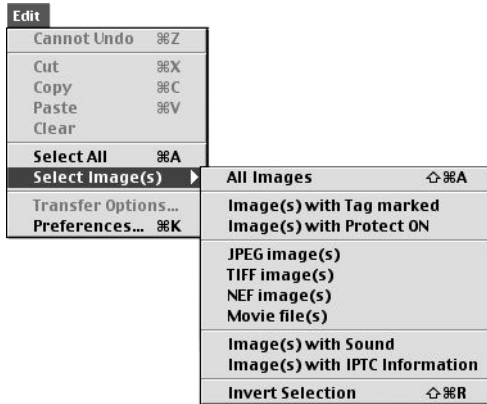 Edit
Cannot Undo ⌘Z
Cut ⌘X
Copy ⌘C
Paste ⌘V
Clear
Select All ⌘A
Select Image(s)
Transfer Options...
Preferences... ⌘K
All Images ⇧⌘A
Image(s) with Tag marked
Image(s) with Protect ON
JPEG image(s)
TIFF image(s)
NEF image(s)
Movie file(s)
Image(s) with Sound
Image(s) with IPTC Information
Invert Selection ⇧⌘R